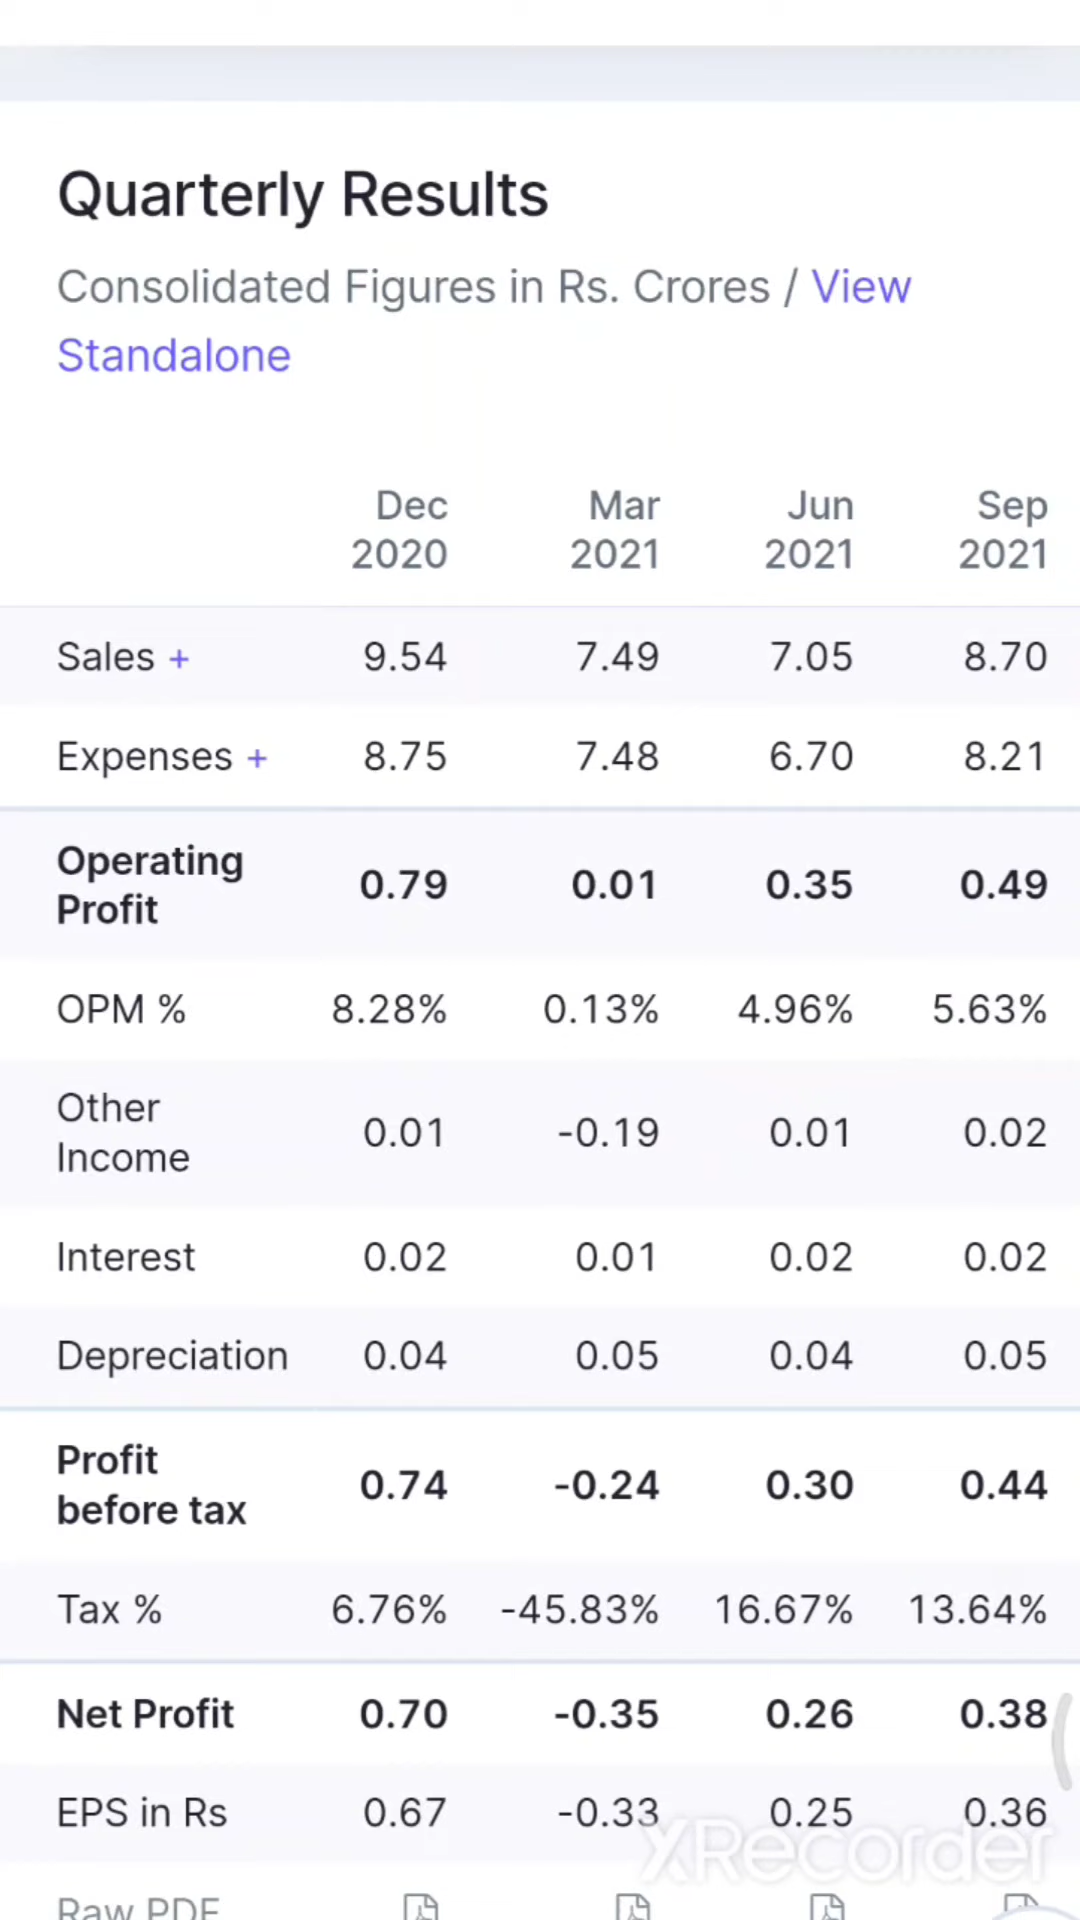 Quarterly Results
Consolidated Figures in Rs. Crores / View
Standalone
Dec 2020 Mar 2021 Jun 2021 Sep 2021
Sales + 9.54 7.49 7.05 8.70
Expenses + 8.75 7.48 6.70 8.21
Operating Profit 0.79 0.01 0.35 0.49
OPM % 8.28% 0.13% 4.96% 5.63%
Other Income 0.01 -0.19 0.01 0.02
Interest 0.02 0.01 0.02 0.02
Depreciation 0.04 0.05 0.04 0.05
Profit before tax 0.74 -0.24 0.30 0.44
Tax % 6.76% -45.83% 16.67% 13.64%
Net Profit 0.70 -0.35 0.26 0.38
EPS in Rs 0.67 -0.33 0.25 0.36
XRecorder
Raw PDF